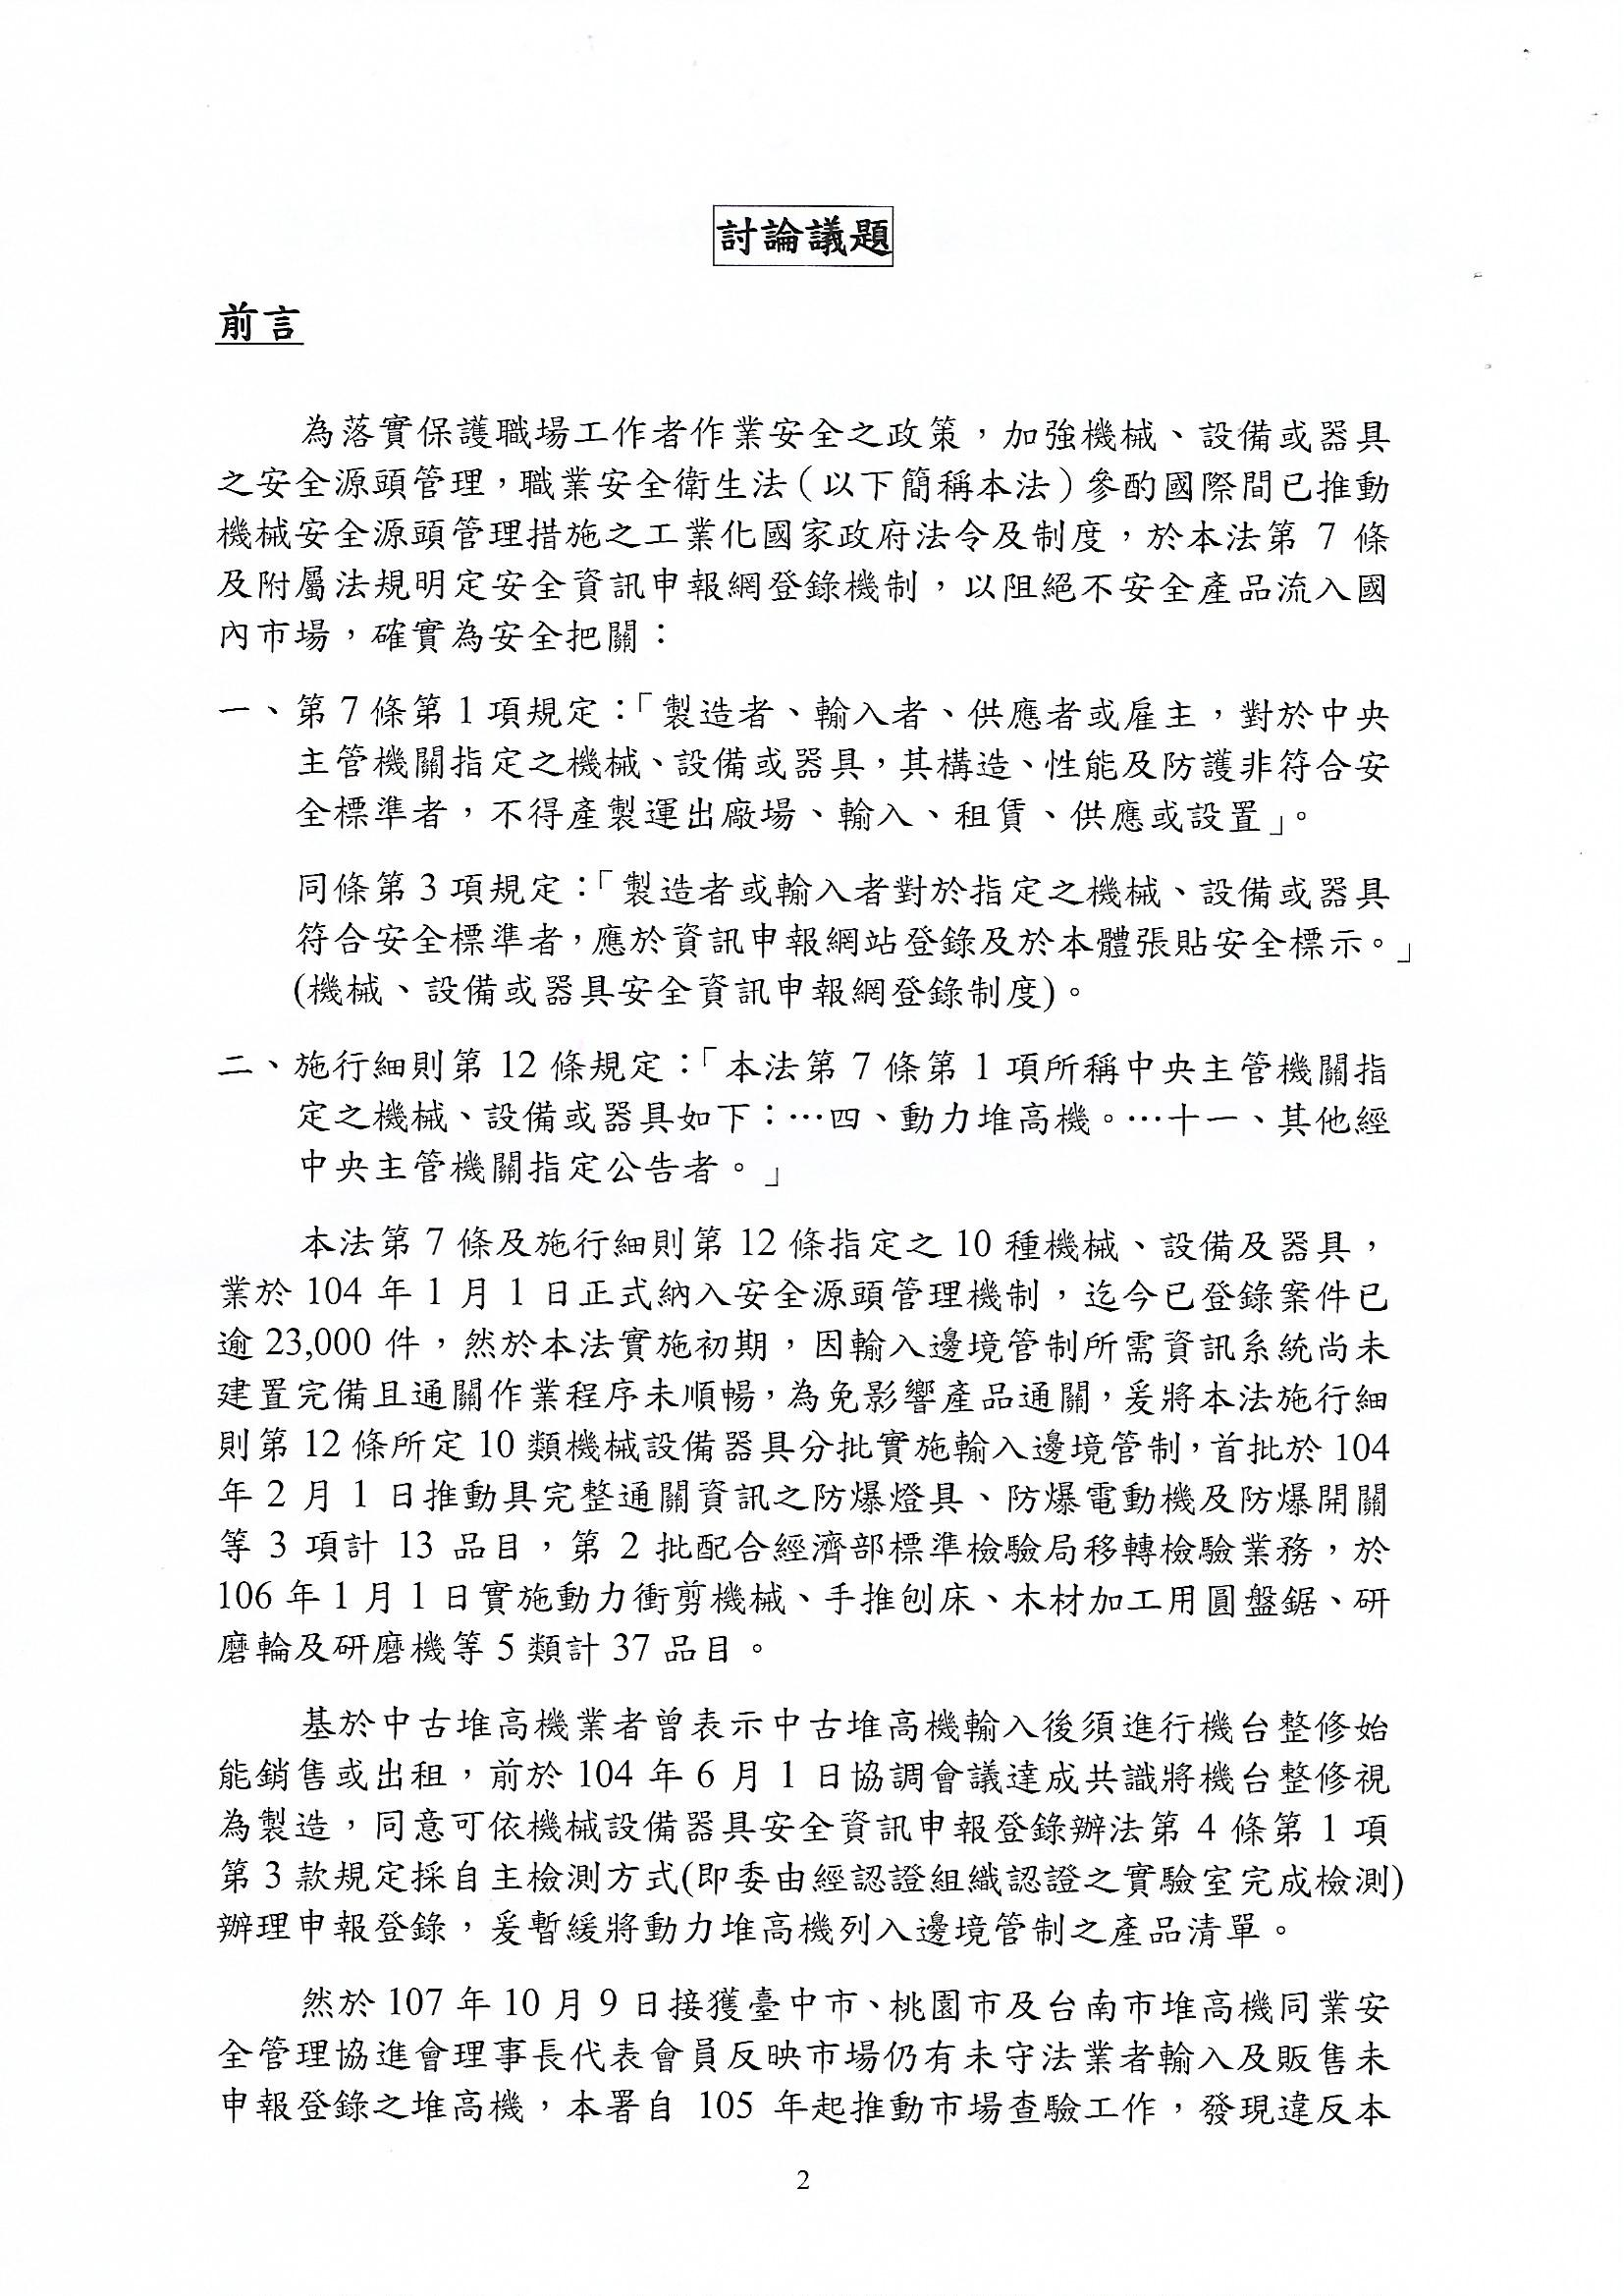 討論議題
前言
為落實保護職場工作者作業安全之政策，加強機械、設備或器具
之安全源頭管理，職業安全衛生法（以下簡稱本法）參酌國際間已推動
機械安全源頭管理措施之工業化國家政府法令及制度，於本法第 7 條
及附屬法規明定安全資訊申報網登錄機制，以阻絕不安全產品流入國
內市場，確實為安全把關：
一、第 7 條第 1 項規定：「製造者、輸入者、供應者或雇主，對於中央
主管機關指定之機械、設備或器具，其構造、性能及防護非符合安
全標準者，不得產製運出廠場、輸入、租賃、供應或設置」。
同條第 3 項規定：「製造者或輸入者對於指定之機械、設備或器具
符合安全標準者，應於資訊申報網站登錄及於本體張貼安全標示。」
(機械、設備或器具安全資訊申報網登錄制度)。
二、施行細則第 12 條規定：「本法第 7 條第 1 項所稱中央主管機關指
定之機械、設備或器具如下：…四、動力堆高機。…十一、其他經
中央主管機關指定公告者。」
本法第 7 條及施行細則第 12 條指定之 10 種機械、設備及器具，
業於 104 年 1 月 1 日正式納入安全源頭管理機制，迄今已登錄案件已
逾 23,000 件，然於本法實施初期，因輸入邊境管制所需資訊系統尚未
建置完備且通關作業程序未順暢，為免影響產品通關，爰將本法施行細
則第 12 條所定 10 類機械設備器具分批實施輸入邊境管制，首批於 104
年 2 月 1 日推動具完整通關資訊之防爆燈具、防爆電動機及防爆開關
等 3 項計 13 品目，第 2 批配合經濟部標準檢驗局移轉檢驗業務，於
106 年 1 月 1 日實施動力衝剪機械、手推刨床、木材加工用圓盤鋸、研
磨輪及研磨機等 5 類計 37 品目。
基於中古堆高機業者曾表示中古堆高機輸入後須進行機台整修始
能銷售或出租，前於 104 年 6 月 1 日協調會議達成共識將機台整修視
為製造，同意可依機械設備器具安全資訊申報登錄辦法第 4 條第 1 項
第 3 款規定採自主檢測方式(即委由經認證組織認證之實驗室完成檢測)
辦理申報登錄，爰暫緩將動力堆高機列入邊境管制之產品清單。
然於 107 年 10 月 9 日接獲臺中市、桃園市及台南市堆高機同業安
全管理協進會理事長代表會員反映市場仍有未守法業者輸入及販售未
申報登錄之堆高機，本署自 105 年起推動市場查驗工作，發現違反本
2